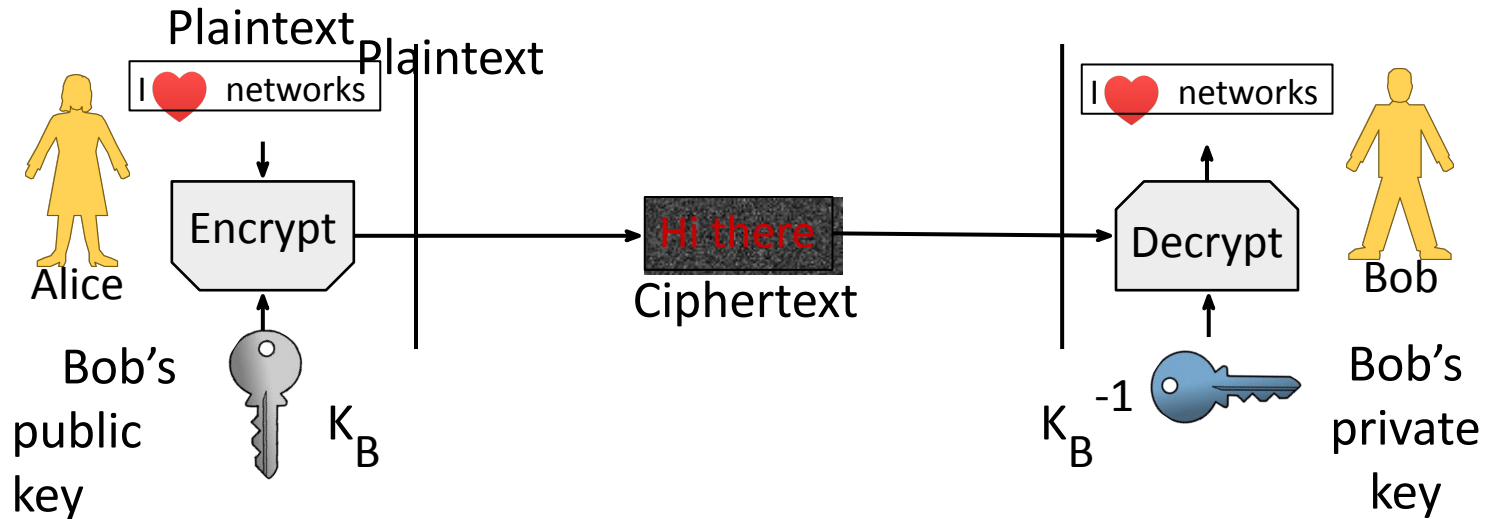 Plaintext
Plaintext
I ❤ networks
I ❤ networks
Encrypt
Hi there
Decrypt
Alice
Ciphertext
Bob
Bob’s
public
key
K B
K B -1
Bob’s
private
key